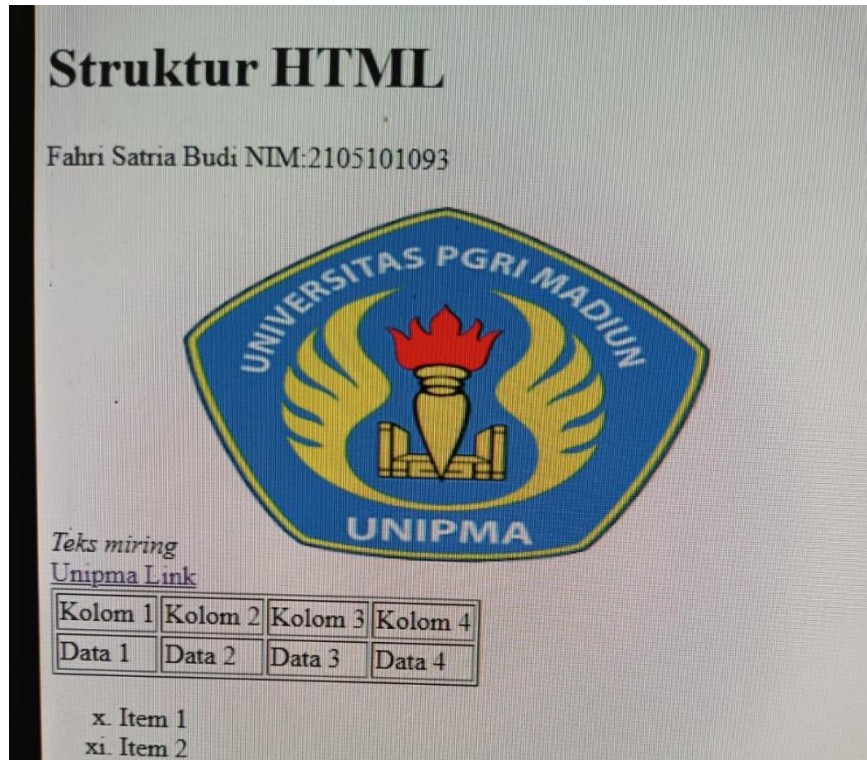 Struktur HTML
Fahri Satria Budi NIM:2105101093
UNIVERSITAS PGRI MADIUN
UNIPMA
Teks miring
Unipma Link
Kolom 1 Kolom 2 Kolom 3 Kolom 4
Data 1 Data 2 Data 3 Data 4
x. Item 1
xi. Item 2